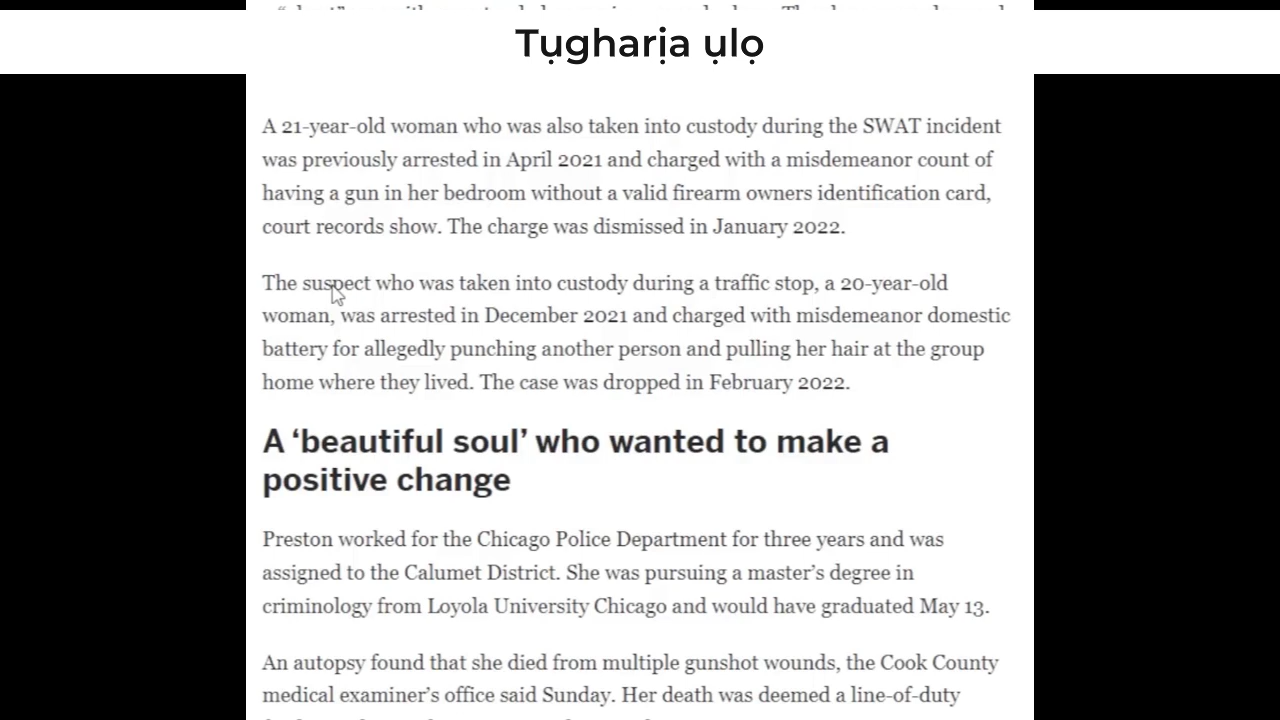 Tụgharịa ụlọ
A 21-year-old woman who was also taken into custody during the SWAT incident
was previously arrested in April 2021 and charged with a misdemeanor count of
having a gun in her bedroom without a valid firearm owners identification card,
court records show. The charge was dismissed in January 2022.
The suspect who was taken into custody during a traffic stop, a 20-year-old
woman, was arrested in December 2021 and charged with misdemeanor domestic
battery for allegedly punching another person and pulling her hair at the group
home where they lived. The case was dropped in February 2022.
A ‘beautiful soul’ who wanted to make a
positive change
Preston worked for the Chicago Police Department for three years and was
assigned to the Calumet District. She was pursuing a master’s degree in
criminology from Loyola University Chicago and would have graduated May 13.
An autopsy found that she died from multiple gunshot wounds, the Cook County
medical examiner’s office said Sunday. Her death was deemed a line-of-duty